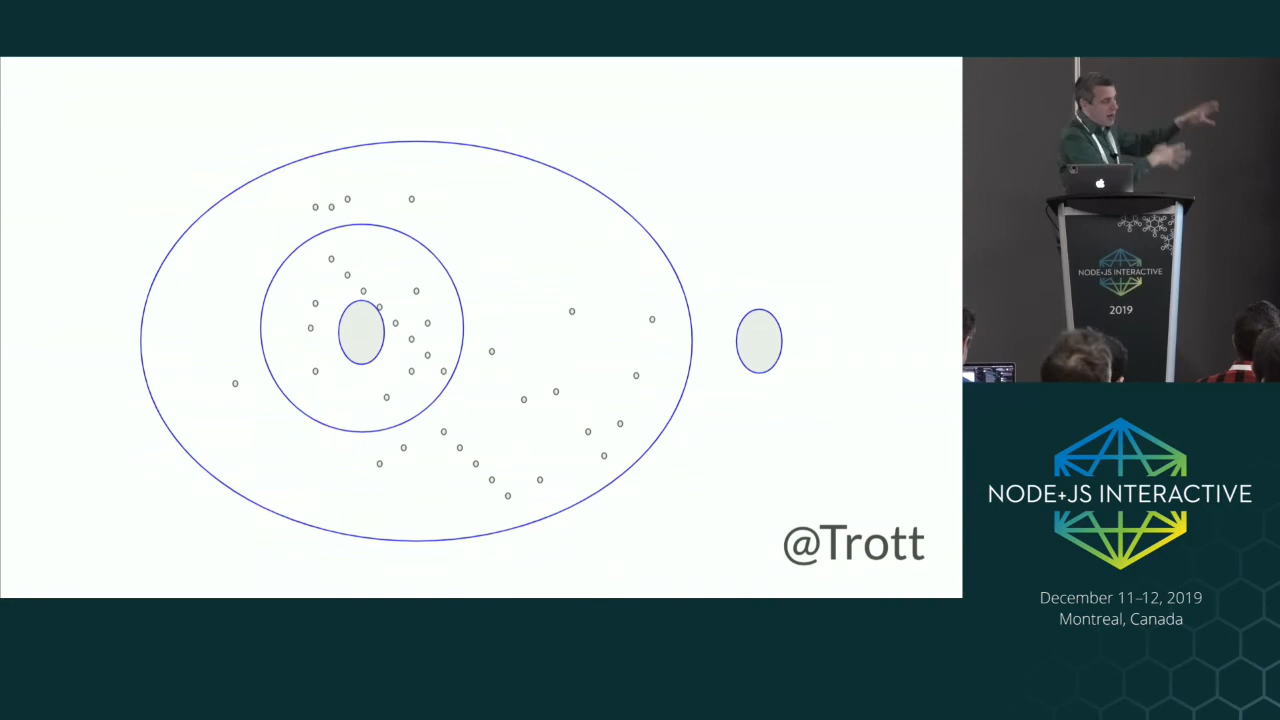 @Trott
NODE+JS INTERACTIVE
2019
NODE+JS INTERACTIVE
December 11–12, 2019
Montreal, Canada